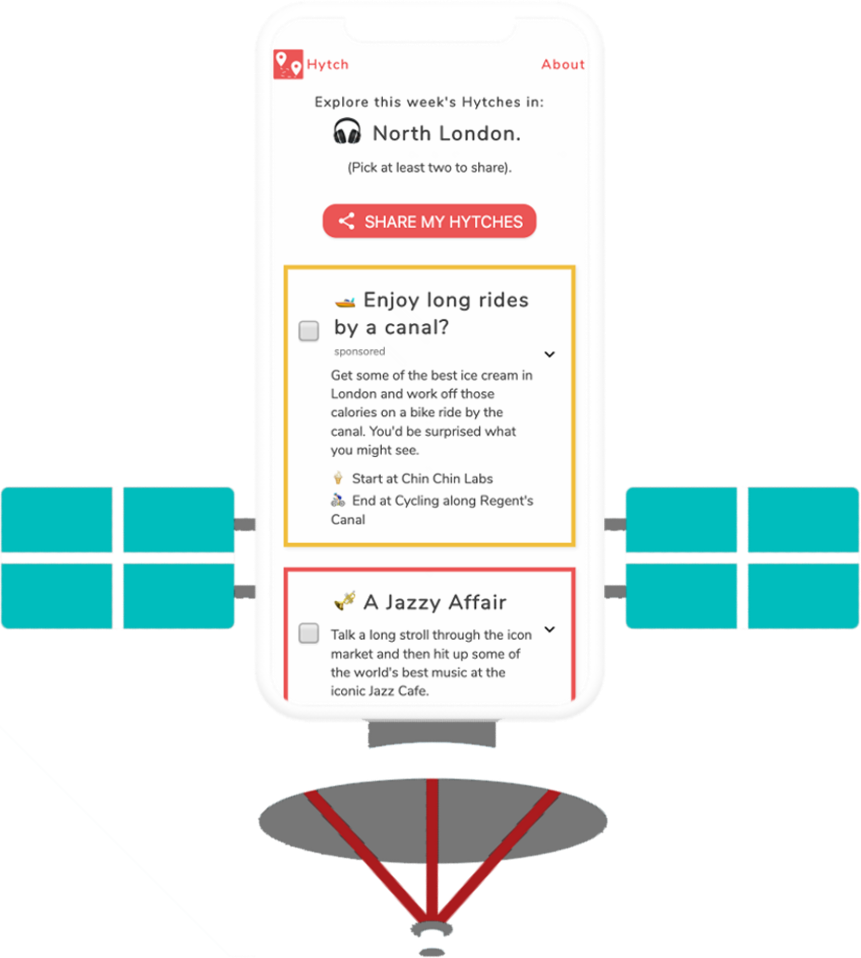 Hytch
About
Explore this week's Hytches in:
North London.
(Pick at least two to share).
SHARE MY HYTCHES
Enjoy long rides
by a canal?
sponsored
Get some of the best ice cream in
London and work off those
calories on a bike ride by the
canal. You'd be surprised what
you might see.
Start at Chin Chin Labs
End at Cycling along Regent's
Canal
A Jazzy Affair
Talk a long stroll through the icon
market and then hit up some of
the world's best music at the
iconic Jazz Cafe.